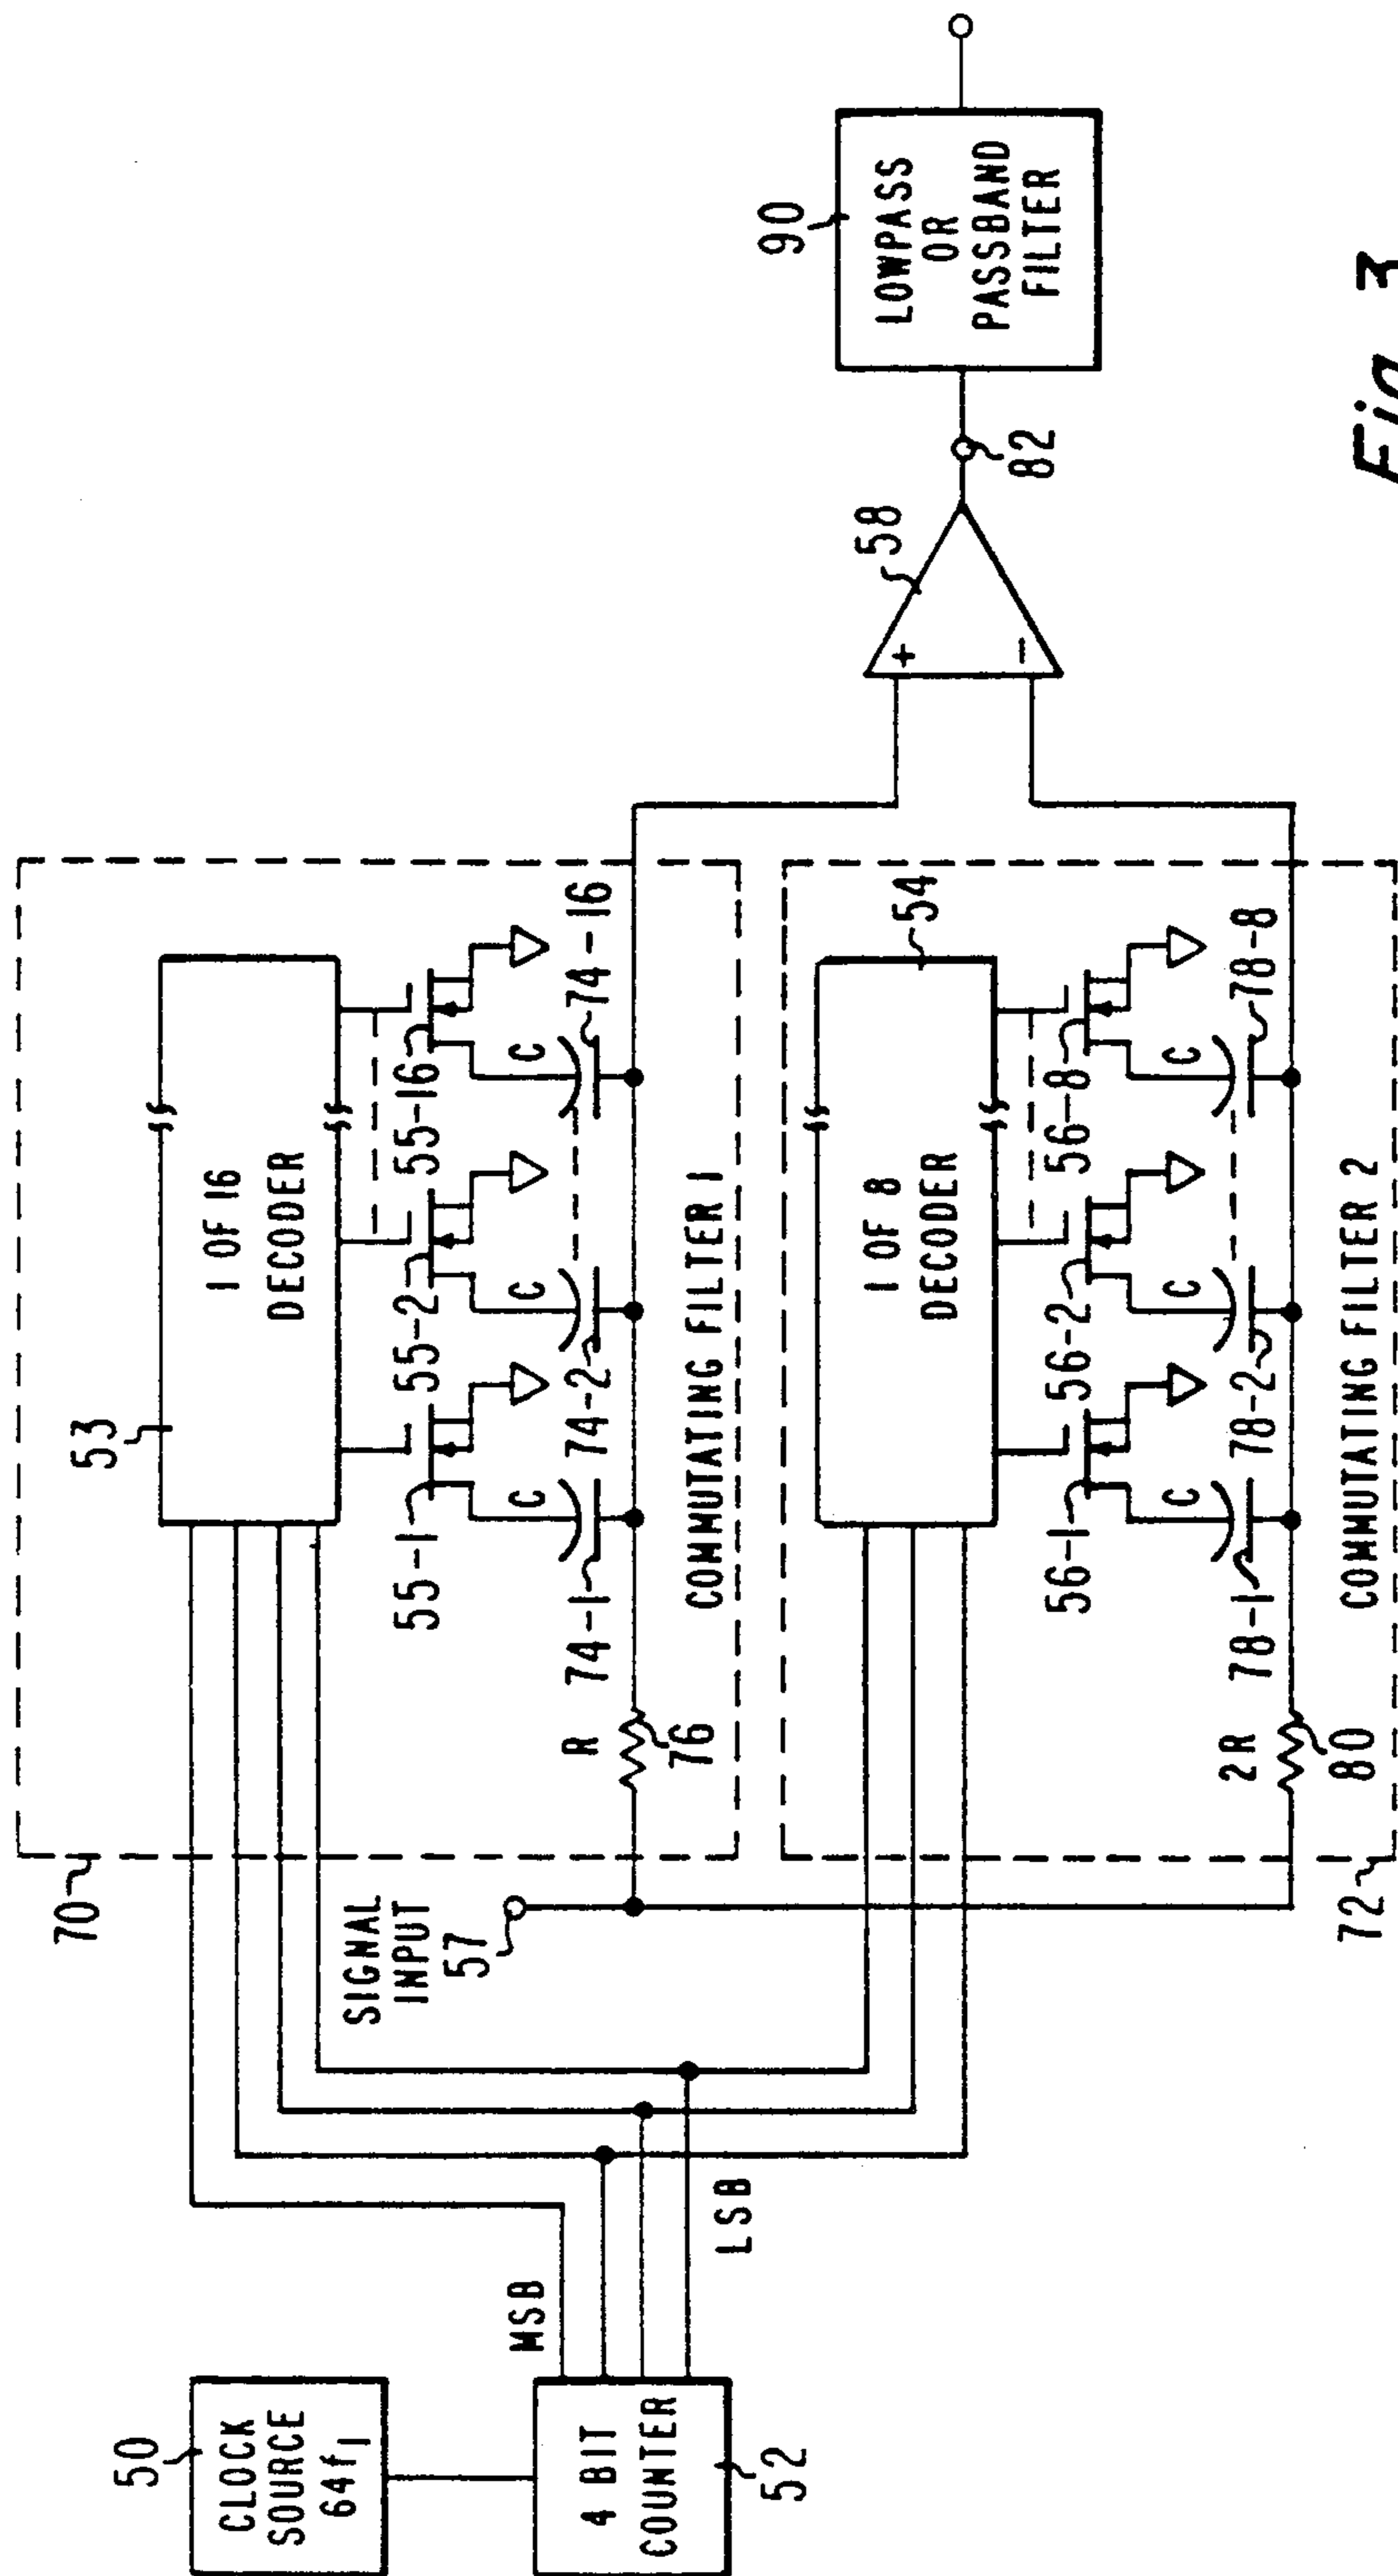 50
CLOCK
SOURCE
64f₁
4 BIT
COUNTER
52
MSB
LSB
SIGNAL
INPUT
57
70
53
1 OF 16
DECODER
55-1
55-2
55-16
C
C
C
74-1
74-2
74-16
R
76
COMMUTATING FILTER 1
72
54
1 OF 8
DECODER
56-1
56-2
56-8
C
C
C
78-1
78-2
78-8
2R
80
COMMUTATING FILTER 2
+
−
58
82
90
LOWPASS
OR
PASSBAND
FILTER
Fig. 3